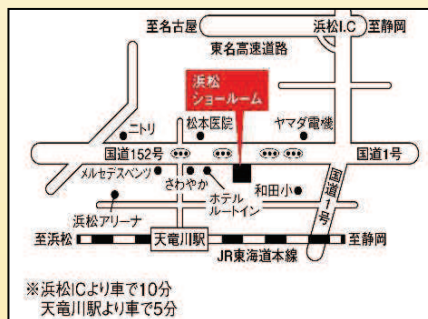 至名古屋
浜松I.C
至静岡
東名高速道路
浜松
ショールーム
ニトリ
松本医院
ヤマダ電機
国道152号
国道1号
メルセデスベンツ
さわやか
ホテル
ルートイン
和田小
国道1号
浜松アリーナ
至浜松
天竜川駅
至静岡
JR東海道本線
※浜松ICより車で10分
天竜川駅より車で5分